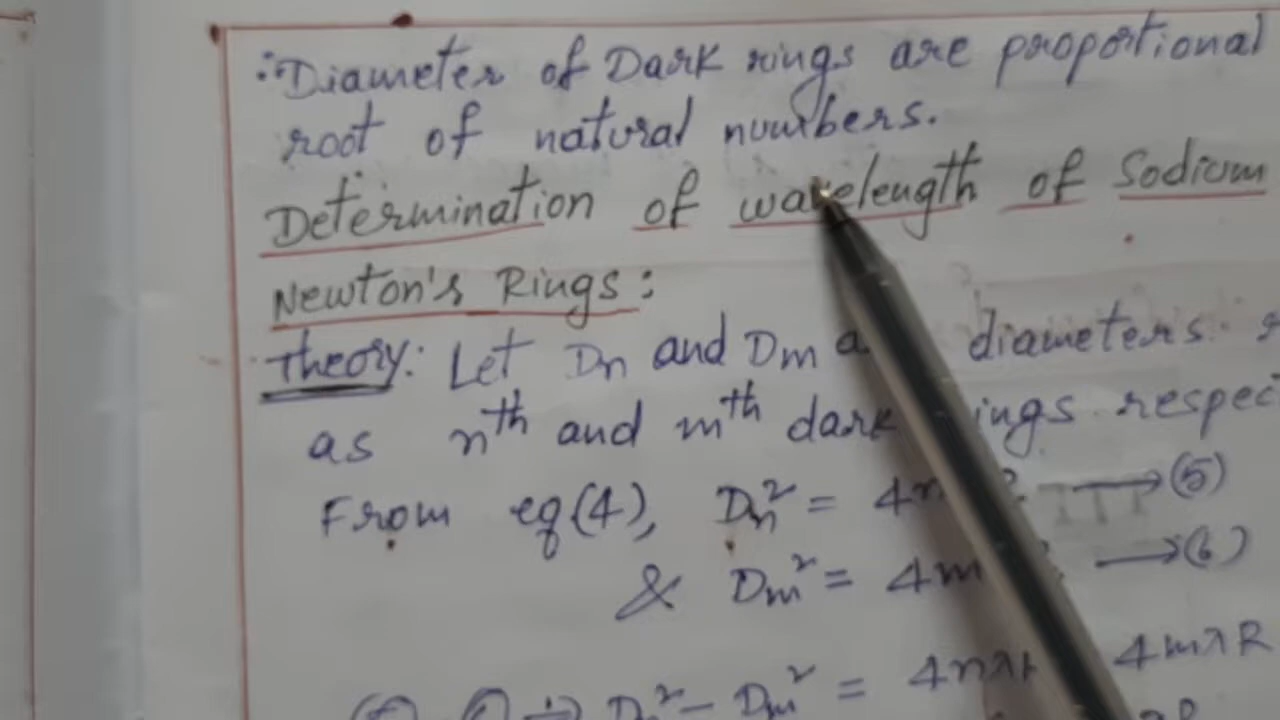 ∴ Diameter of Dark rings are proportional
root of natural numbers.
Determination of wavelength of Sodium
Newton's Rings:
Theory: Let Dn and Dm diameters
as nth and mth dark respec
From eq(4), Dn² = 4n → (5)
& Dm² = 4m → (6)
Dn² - Dm² = 4nλ 4mλR